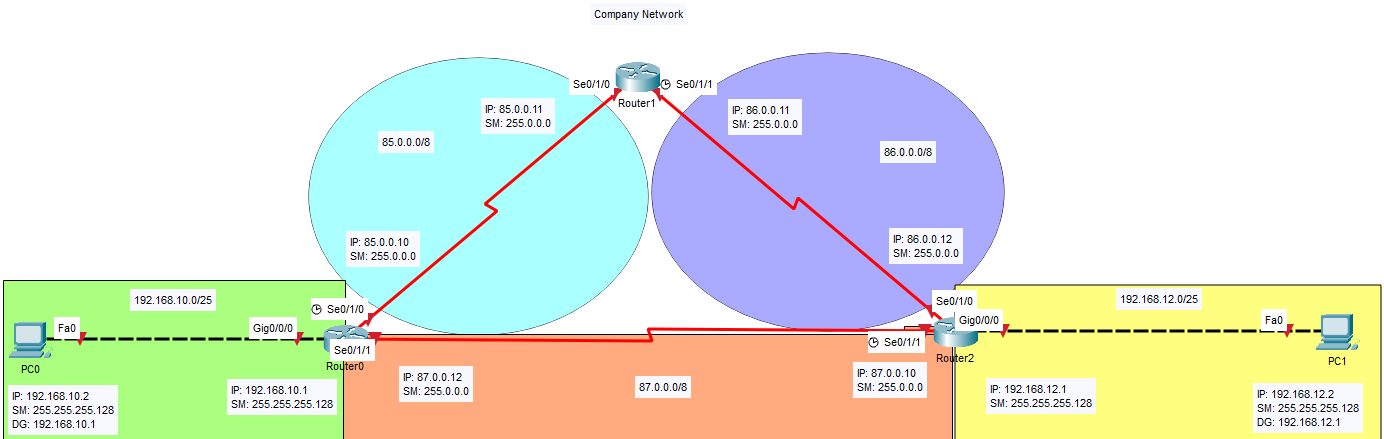 Company Network
Se0/1/0
Se0/1/1
Router1
IP: 85.0.0.11
SM: 255.0.0.0
IP: 86.0.0.11
SM: 255.0.0.0
85.0.0.0/8
86.0.0.0/8
IP: 85.0.0.10
SM: 255.0.0.0
IP: 86.0.0.12
SM: 255.0.0.0
192.168.10.0/25
192.168.12.0/25
Se0/1/0
Se0/1/0
Fa0
Gig0/0/0
Gig0/0/0
Fa0
Se0/1/1
Se0/1/1
PC0
Router0
Router2
PC1
IP: 192.168.10.2
SM: 255.255.255.128
DG: 192.168.10.1
IP: 192.168.10.1
SM: 255.255.255.128
IP: 87.0.0.12
SM: 255.0.0.0
87.0.0.0/8
IP: 87.0.0.10
SM: 255.0.0.0
IP: 192.168.12.1
SM: 255.255.255.128
IP: 192.168.12.2
SM: 255.255.255.128
DG: 192.168.12.1